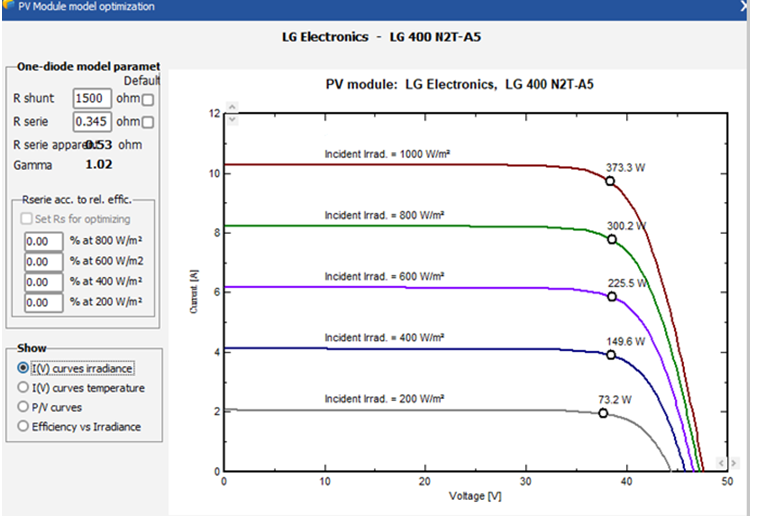 PV Module model optimization
LG Electronics - LG 400 N2T-A5
One-diode model paramet
Default
R shunt 1500 ohm
R serie 0.345 ohm
R serie apparent 0.53 ohm
Gamma 1.02
Rserie acc. to rel. effic.
Set Rs for optimizing
0.00 % at 800 W/m²
0.00 % at 600 W/m2
0.00 % at 400 W/m²
0.00 % at 200 W/m²
Show
I(V) curves irradiance
I(V) curves temperature
P/V curves
Efficiency vs Irradiance
PV module: LG Electronics, LG 400 N2T-A5
12
10
8
6
4
2
0
Current [A]
Incident Irrad. = 1000 W/m²
373.3 W
Incident Irrad. = 800 W/m²
300.2 W
Incident Irrad. = 600 W/m²
225.5 W
Incident Irrad. = 400 W/m²
149.6 W
Incident Irrad. = 200 W/m²
73.2 W
0 10 20 30 40 50
Voltage [V]